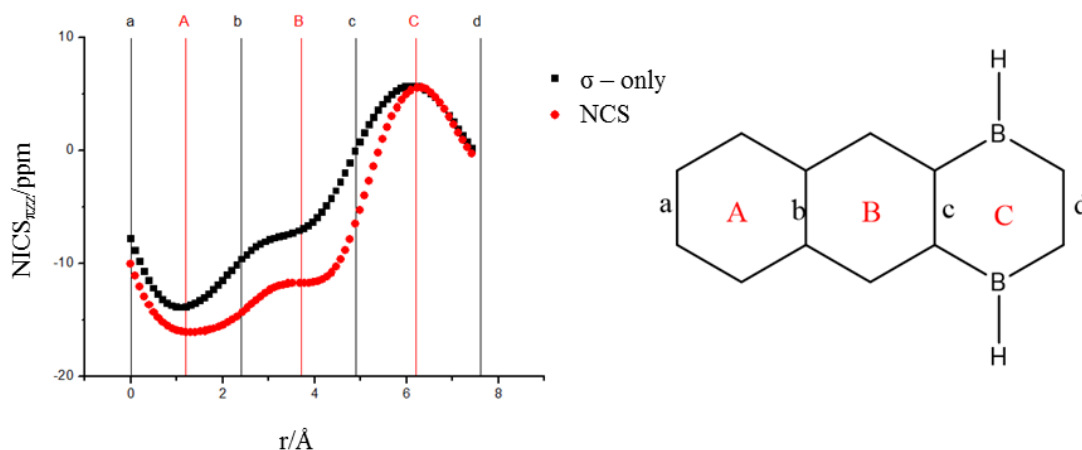 a A b B c C d
10
0
-10
-20
0 2 4 6 8
NICSπZZ/ppm
r/Å
σ – only
NCS
H
B
a A b B c C d
B
H